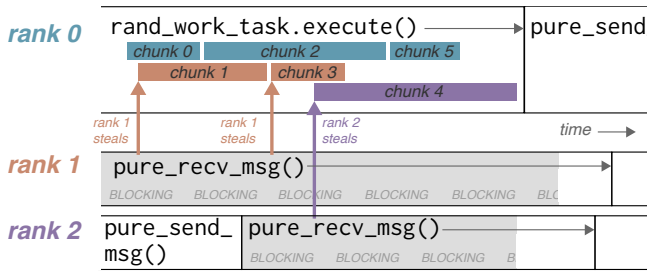 rank 0
rand_work_task.execute()
pure_send
chunk 0
chunk 2
chunk 5
chunk 1
chunk 3
chunk 4
rank 1
steals
rank 1
steals
rank 2
steals
time
rank 1
pure_recv_msg()
BLOCKING BLOCKING BLOCKING BLOCKING BLOCKING BLO
rank 2
pure_send_
msg()
pure_recv_msg()
BLOCKING BLOCKING BLOCKING B